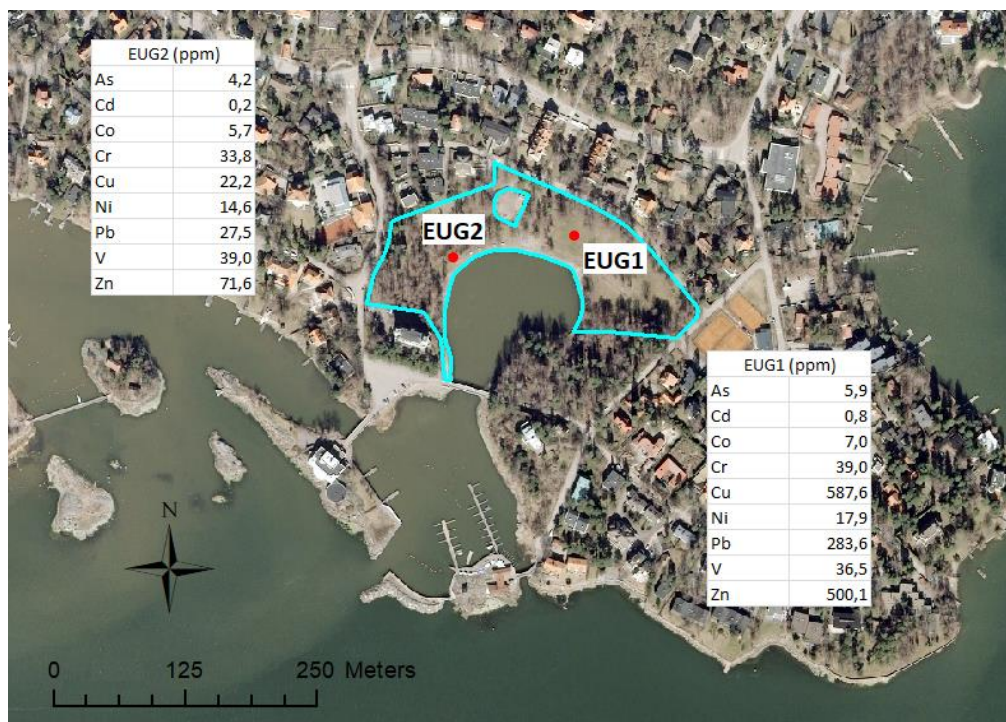 EUG2 (ppm)
As 4,2
Cd 0,2
Co 5,7
Cr 33,8
Cu 22,2
Ni 14,6
Pb 27,5
V 39,0
Zn 71,6
EUG2
EUG1
EUG1 (ppm)
As 5,9
Cd 0,8
Co 7,0
Cr 39,0
Cu 587,6
Ni 17,9
Pb 283,6
V 36,5
Zn 500,1
N
0 125 250 Meters